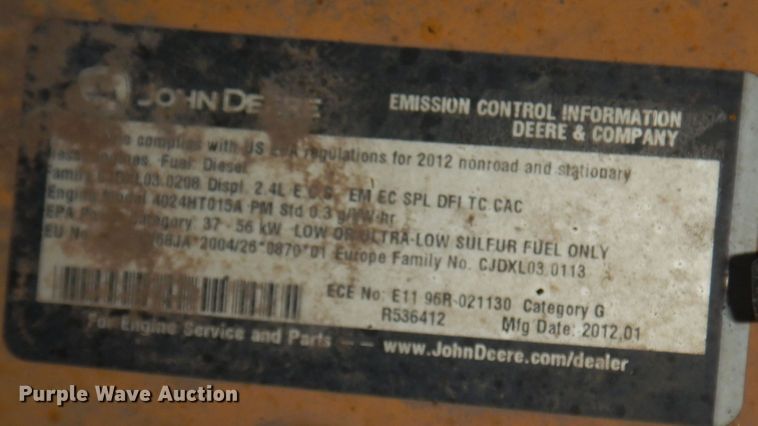 JOHN DEERE
EMISSION CONTROL INFORMATION
DEERE & COMPANY
complies with US EPA regulations for 2012 nonroad and stationary
Fuel: Diesel
Displ. 2.4L E.C.S. EM EC SPL DFI TC CAC
Engine Model 4024HT015A PM Std 0.3 g/kW-hr
EPA Category: 37 - 56 kW LOW OR ULTRA-LOW SULFUR FUEL ONLY
EU No. 68JA*2004/26*0870*01 Europe Family No. CJDXL03.0113
ECE No: E11 96R-021130 Category G
R536412 Mfg Date: 2012,01
For Engine Service and Parts -- www.JohnDeere.com/dealer
Purple Wave Auction